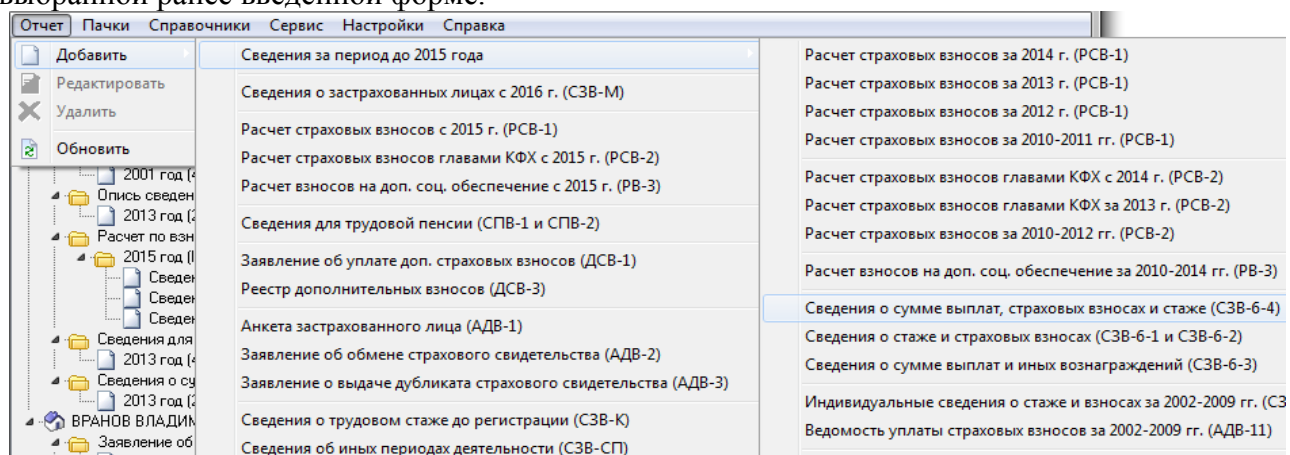 выбранной ранее введенной форме.
Отчет Пачки Справочники Сервис Настройки Справка
Добавить
Редактировать
Удалить
Обновить
2001 год (4
Опись сведен
2013 год (2
Расчет по взн
2015 год (I
Сведен
Сведен
Сведен
Сведения для
2013 год (4
Сведения о су
2013 год (2
ВРАНОВ ВЛАДИМ
Заявление об
Сведения за период до 2015 года
Сведения о застрахованных лицах с 2016 г. (СЗВ-М)
Расчет страховых взносов с 2015 г. (РСВ-1)
Расчет страховых взносов главами КФХ с 2015 г. (РСВ-2)
Расчет взносов на доп. соц. обеспечение с 2015 г. (РВ-3)
Сведения для трудовой пенсии (СПВ-1 и СПВ-2)
Заявление об уплате доп. страховых взносов (ДСВ-1)
Реестр дополнительных взносов (ДСВ-3)
Анкета застрахованного лица (АДВ-1)
Заявление об обмене страхового свидетельства (АДВ-2)
Заявление о выдаче дубликата страхового свидетельства (АДВ-3)
Сведения о трудовом стаже до регистрации (СЗВ-К)
Сведения об иных периодах деятельности (СЗВ-СП)
Расчет страховых взносов за 2014 г. (РСВ-1)
Расчет страховых взносов за 2013 г. (РСВ-1)
Расчет страховых взносов за 2012 г. (РСВ-1)
Расчет страховых взносов за 2010-2011 гг. (РСВ-1)
Расчет страховых взносов главами КФХ с 2014 г. (РСВ-2)
Расчет страховых взносов главами КФХ за 2013 г. (РСВ-2)
Расчет страховых взносов за 2010-2012 гг. (РСВ-2)
Расчет взносов на доп. соц. обеспечение за 2010-2014 гг. (РВ-3)
Сведения о сумме выплат, страховых взносах и стаже (СЗВ-6-4)
Сведения о стаже и страховых взносах (СЗВ-6-1 и СЗВ-6-2)
Сведения о сумме выплат и иных вознаграждений (СЗВ-6-3)
Индивидуальные сведения о стаже и взносах за 2002-2009 гг. (СЗ
Ведомость уплаты страховых взносов за 2002-2009 гг. (АДВ-11)